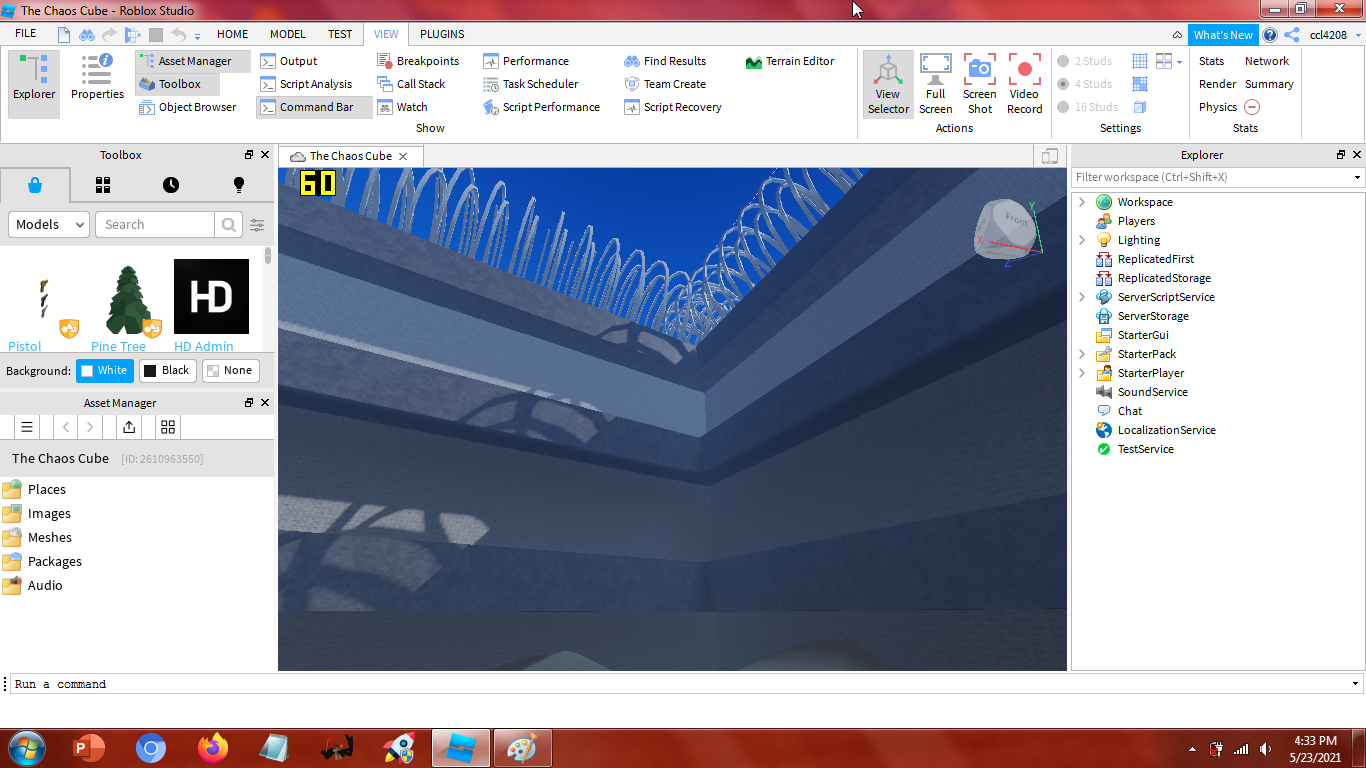 The Chaos Cube - Roblox Studio
FILE HOME MODEL TEST VIEW PLUGINS What's New ccl4208
Explorer
Properties
Asset Manager
Toolbox
Object Browser
Output
Script Analysis
Command Bar
Breakpoints
Call Stack
Watch
Performance
Task Scheduler
Script Performance
Find Results
Team Create
Script Recovery
Terrain Editor
Show
View
Selector
Full
Screen
Screen
Shot
Video
Record
Actions
2 Studs
4 Studs
16 Studs
Settings
Stats Network
Render Summary
Physics
Stats
Toolbox
Models Search
HD
Pistol Pine Tree HD Admin
Background: White Black None
Asset Manager
The Chaos Cube [ID: 2610963550]
Places
Images
Meshes
Packages
Audio
The Chaos Cube
60
Front
Y
X
Z
Explorer
Filter workspace (Ctrl+Shift+X)
Workspace
Players
Lighting
ReplicatedFirst
ReplicatedStorage
ServerScriptService
ServerStorage
StarterGui
StarterPack
StarterPlayer
SoundService
Chat
LocalizationService
TestService
Run a command
4:33 PM
5/23/2021